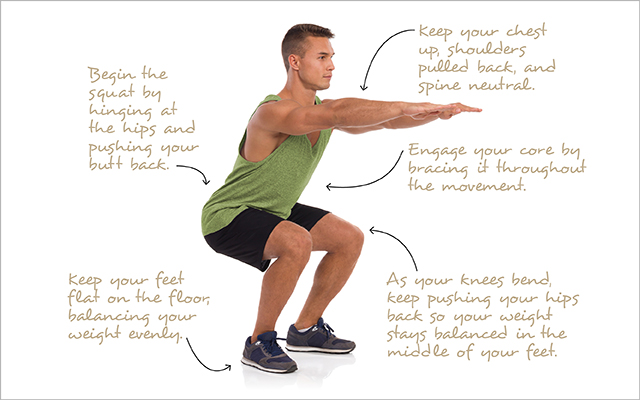 Keep your chest
up, shoulders
pulled back, and
spine neutral.
Begin the
squat by
hinging at
the hips and
pushing your
butt back.
Engage your core by
bracing it throughout
the movement.
Keep your feet
flat on the floor,
balancing your
weight evenly.
As your knees bend,
keep pushing your hips
back so your weight
stays balanced in the
middle of your feet.